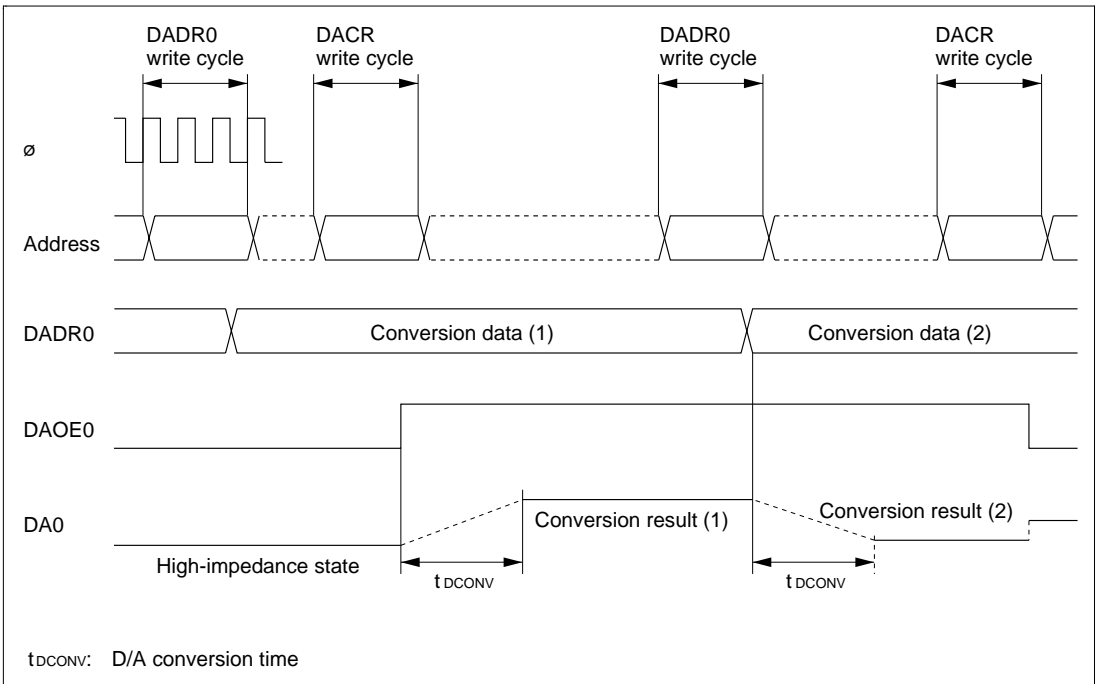 DADR0
write cycle
DACR
write cycle
DADR0
write cycle
DACR
write cycle
ø
Address
DADR0
Conversion data (1)
Conversion data (2)
DAOE0
DA0
Conversion result (1)
Conversion result (2)
High-impedance state
tDCONV
tDCONV
tDCONV: D/A conversion time